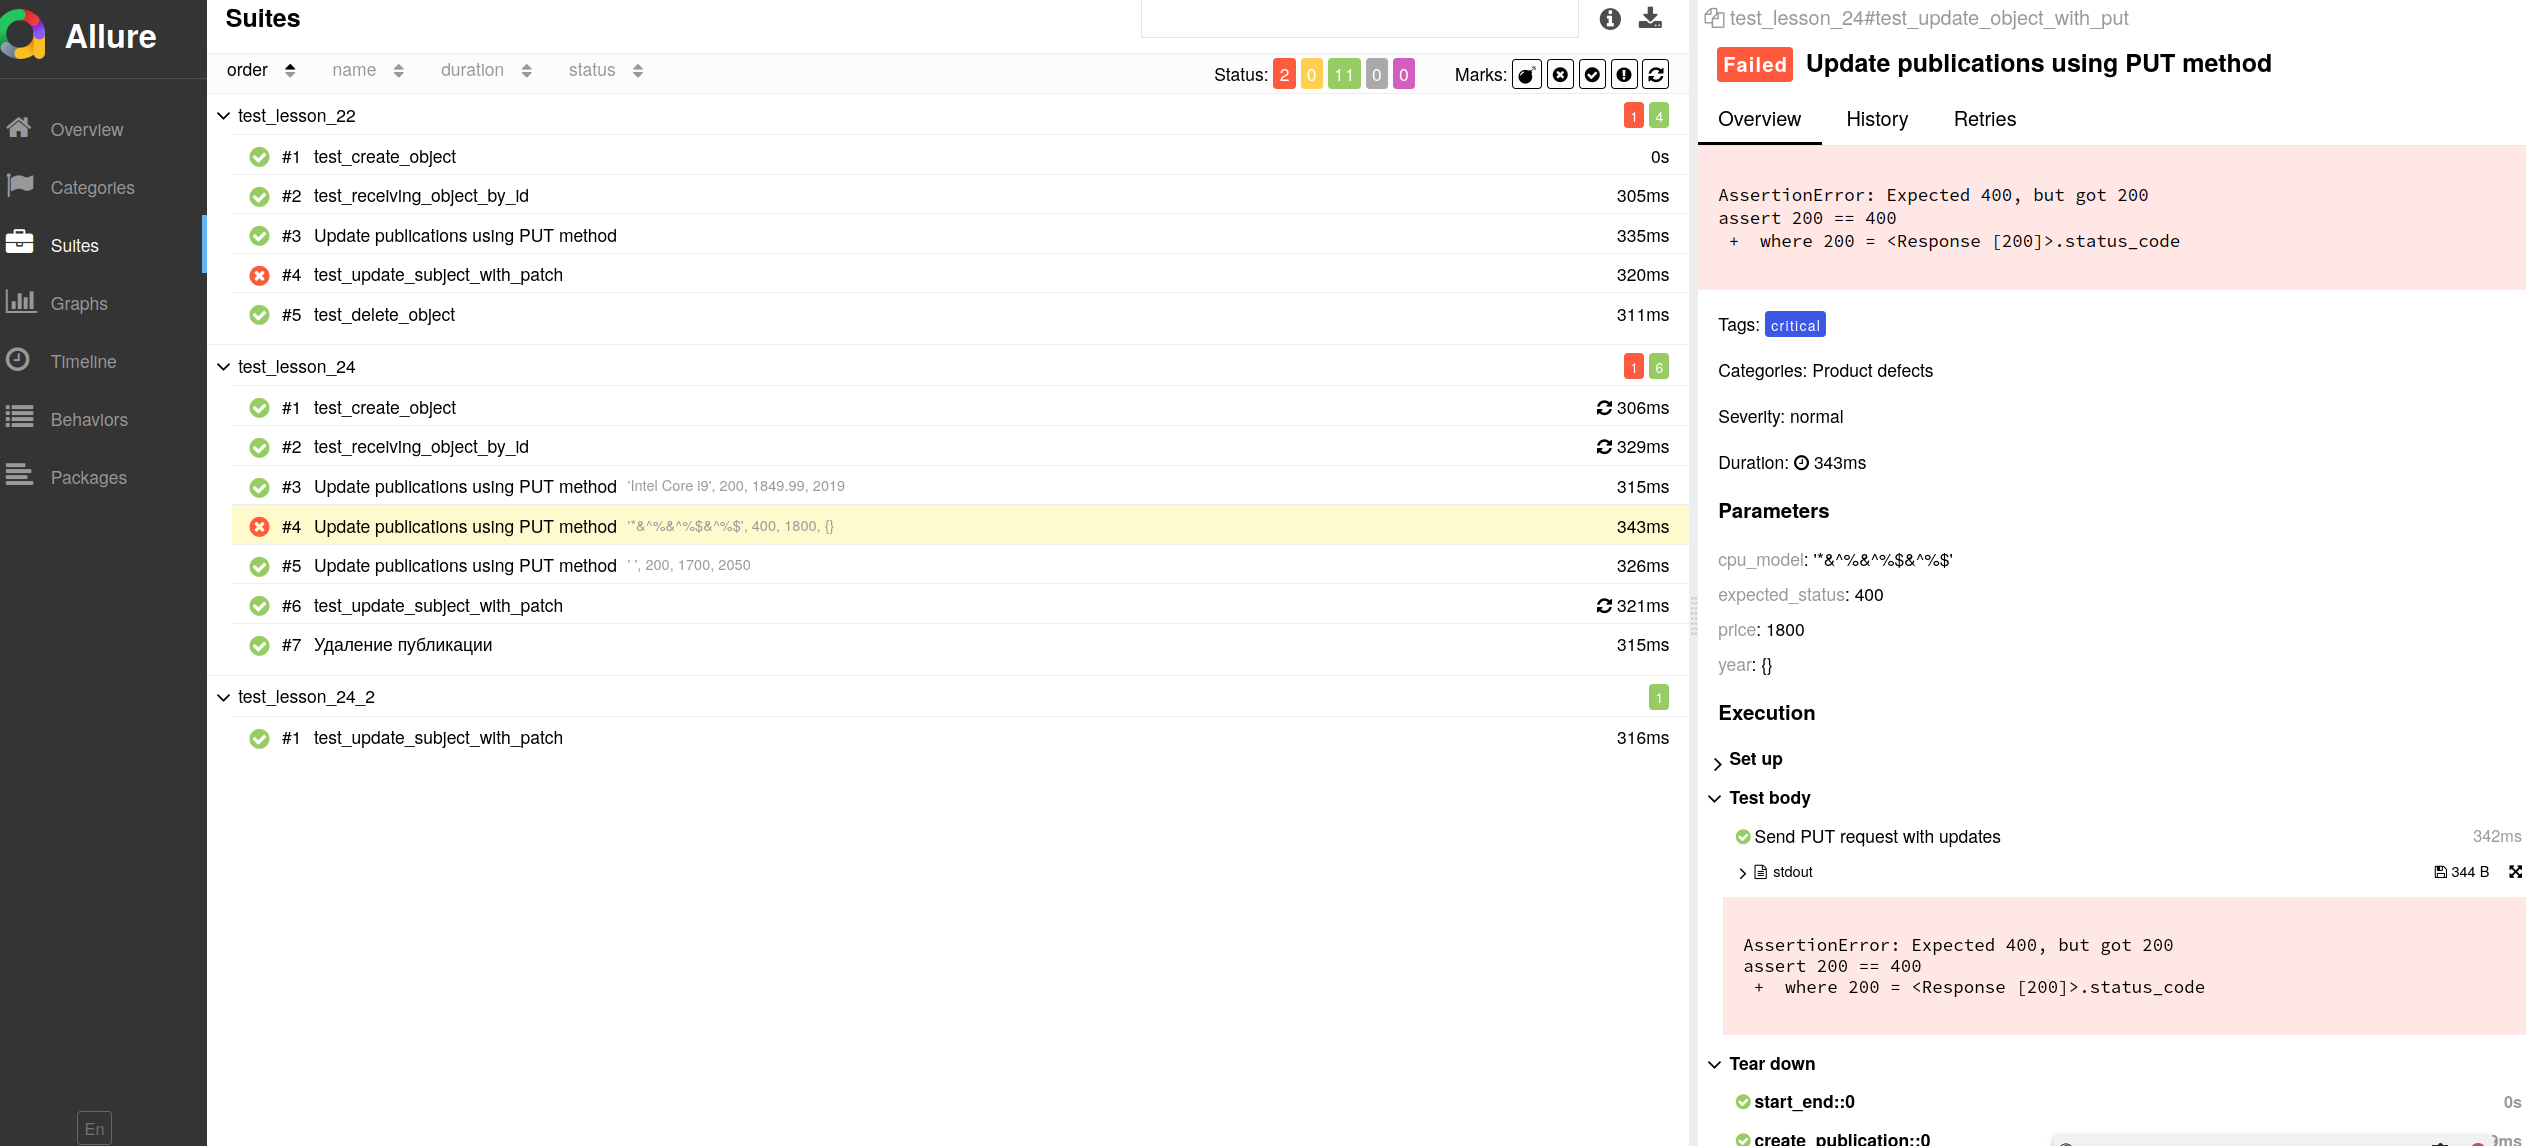 Allure
Overview
Categories
Suites
Graphs
Timeline
Behaviors
Packages
En
Suites
order name duration status
Status: 2 0 11 0 0 Marks:
test_lesson_22 1 4
#1 test_create_object 0s
#2 test_receiving_object_by_id 305ms
#3 Update publications using PUT method 335ms
#4 test_update_subject_with_patch 320ms
#5 test_delete_object 311ms
test_lesson_24 1 6
#1 test_create_object 306ms
#2 test_receiving_object_by_id 329ms
#3 Update publications using PUT method 'Intel Core i9', 200, 1849.99, 2019 315ms
#4 Update publications using PUT method '*&^%&^%$&^%$', 400, 1800, {} 343ms
#5 Update publications using PUT method ' ', 200, 1700, 2050 326ms
#6 test_update_subject_with_patch 321ms
#7 Удаление публикации 315ms
test_lesson_24_2 1
#1 test_update_subject_with_patch 316ms
test_lesson_24#test_update_object_with_put
Failed Update publications using PUT method
Overview History Retries
AssertionError: Expected 400, but got 200
assert 200 == 400
+ where 200 = <Response [200]>.status_code
Tags: critical
Categories: Product defects
Severity: normal
Duration: 343ms
Parameters
cpu_model: '*&^%&^%$&^%$'
expected_status: 400
price: 1800
year: {}
Execution
Set up
Test body
Send PUT request with updates 342ms
stdout 344 B
AssertionError: Expected 400, but got 200
assert 200 == 400
+ where 200 = <Response [200]>.status_code
Tear down
start_end::0 0s
create_publication::0